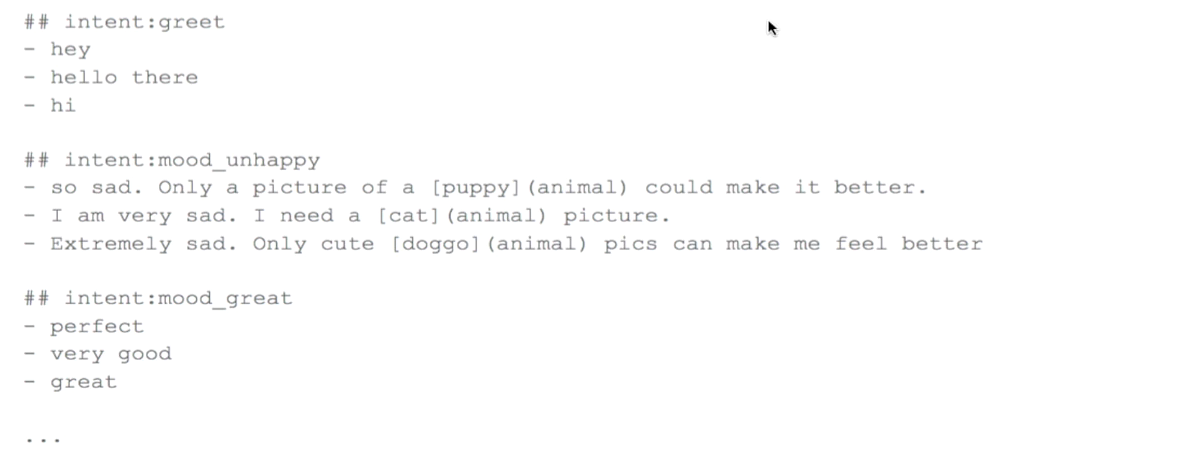 ## intent:greet
- hey
- hello there
- hi
## intent:mood_unhappy
- so sad. Only a picture of a [puppy](animal) could make it better.
- I am very sad. I need a [cat](animal) picture.
- Extremely sad. Only cute [doggo](animal) pics can make me feel better
## intent:mood_great
- perfect
- very good
- great
...